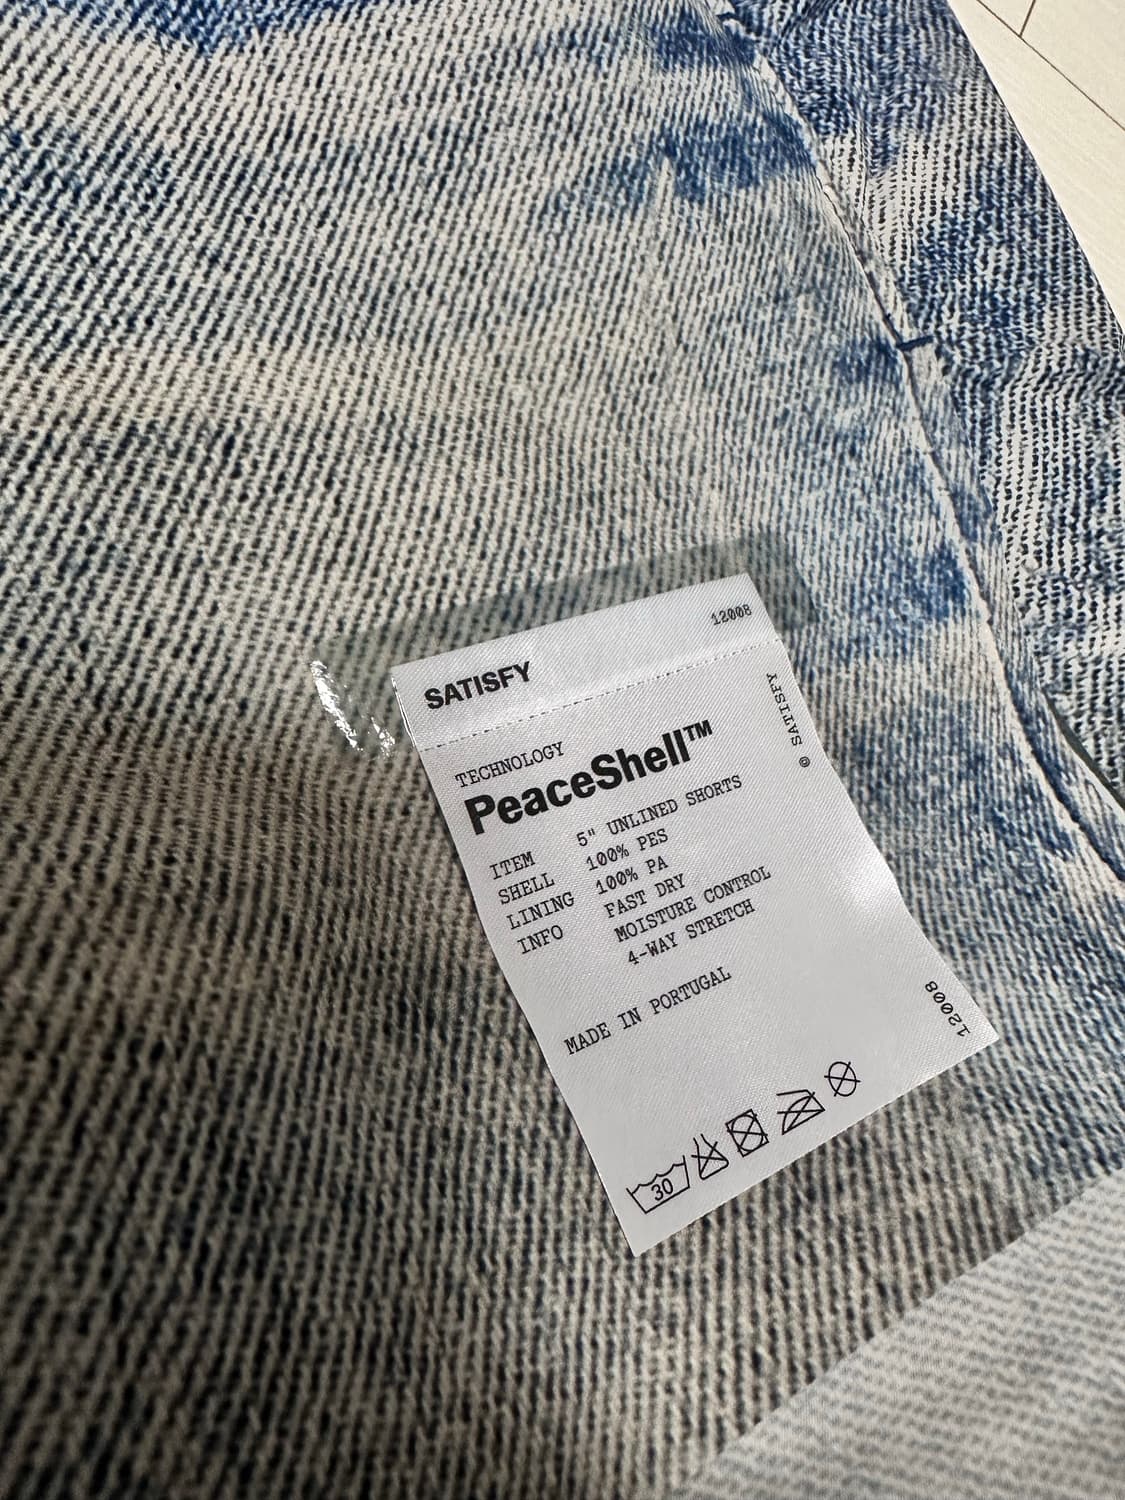 12008
SATISFY
© SATISFY
TECHNOLOGY
PeaceShell™
ITEM 5" UNLINED SHORTS
SHELL 100% PES
LINING 100% PA
INFO FAST DRY
MOISTURE CONTROL
4-WAY STRETCH
MADE IN PORTUGAL
12008
30